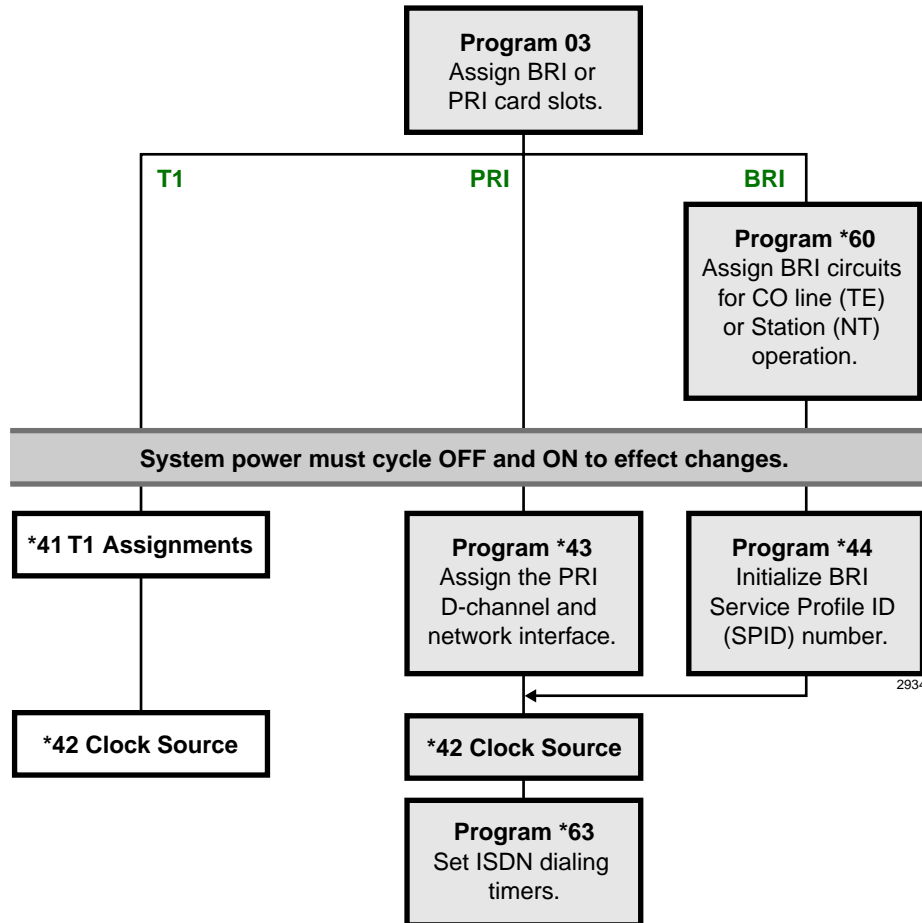 Program 03
Assign BRI or
PRI card slots.
T1
PRI
BRI
Program *60
Assign BRI circuits
for CO line (TE)
or Station (NT)
operation.
System power must cycle OFF and ON to effect changes.
*41 T1 Assignments
Program *43
Assign the PRI
D-channel and
network interface.
Program *44
Initialize BRI
Service Profile ID
(SPID) number.
2934
*42 Clock Source
*42 Clock Source
Program *63
Set ISDN dialing
timers.